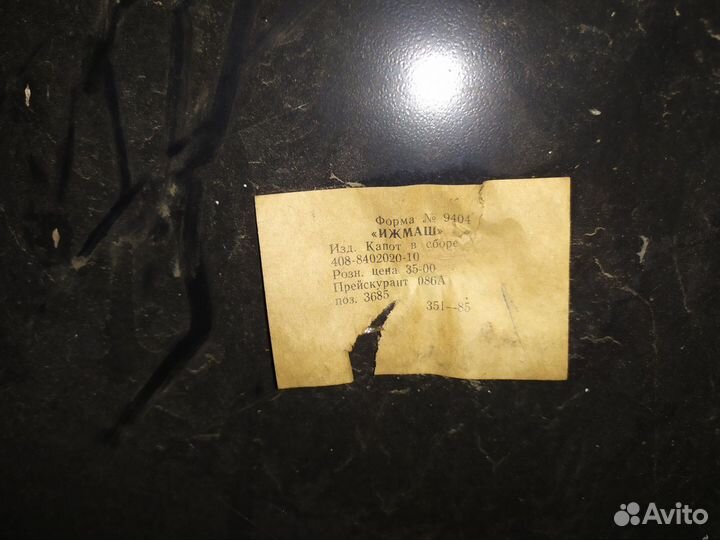 Форма № 9404
«ИЖМАШ»
Изд. Капот в сборе
408-8402020-10
Розн. цена 35-00
Прейскурант 086А
поз. 3685
351—85
Avito